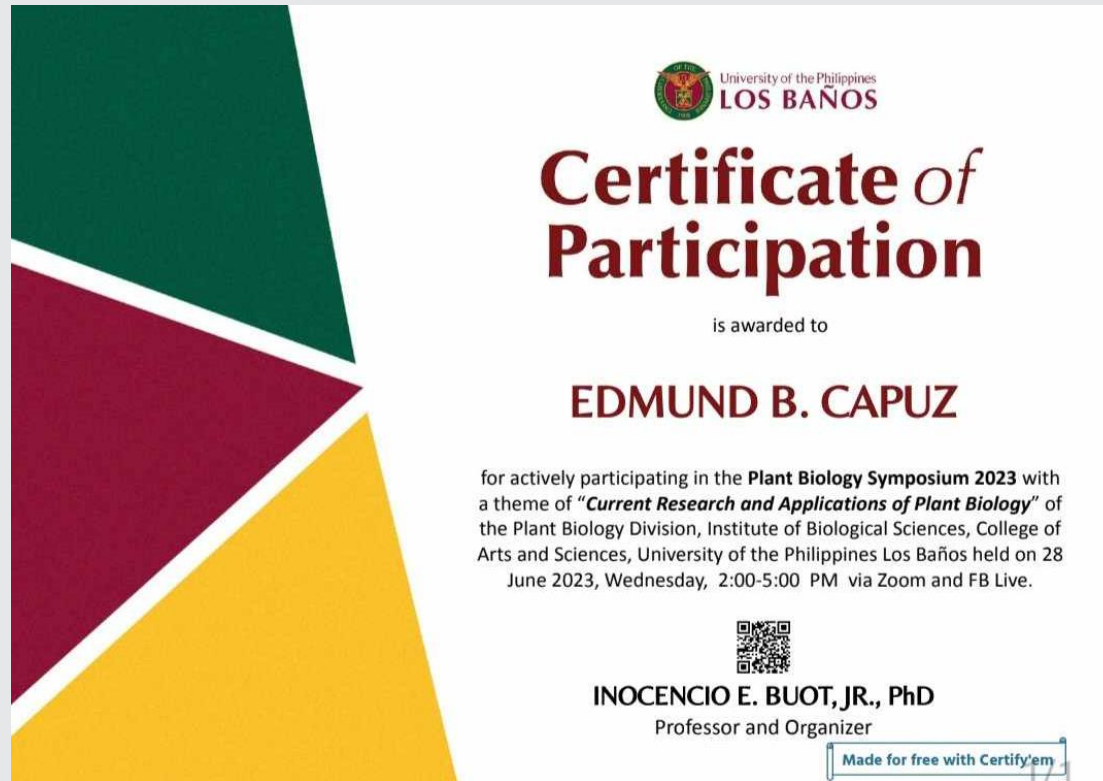 University of the Philippines
LOS BAÑOS
Certificate of
Participation
is awarded to
EDMUND B. CAPUZ
for actively participating in the Plant Biology Symposium 2023 with
a theme of “Current Research and Applications of Plant Biology” of
the Plant Biology Division, Institute of Biological Sciences, College of
Arts and Sciences, University of the Philippines Los Baños held on 28
June 2023, Wednesday, 2:00-5:00 PM via Zoom and FB Live.
INOCENCIO E. BUOT, JR., PhD
Professor and Organizer
Made for free with Certify'em
1/1